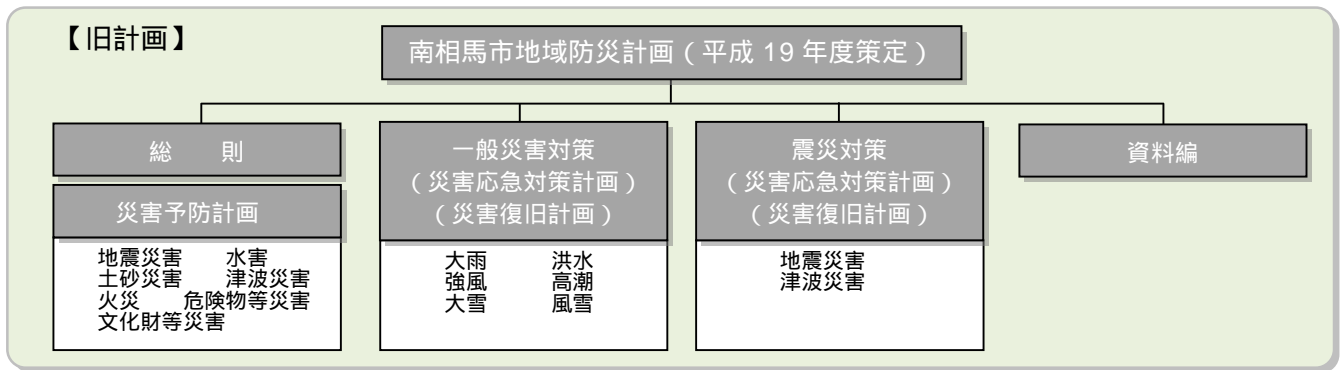 【旧計画】
南相馬市地域防災計画（平成 19 年度策定）
総　　則
災害予防計画
地震災害　　水害
土砂災害　　津波災害
火災　　危険物等災害
文化財等災害
一般災害対策
（災害応急対策計画）
（災害復旧計画）
大雨　　洪水
強風　　高潮
大雪　　風雪
震災対策
（災害応急対策計画）
（災害復旧計画）
地震災害
津波災害
資料編